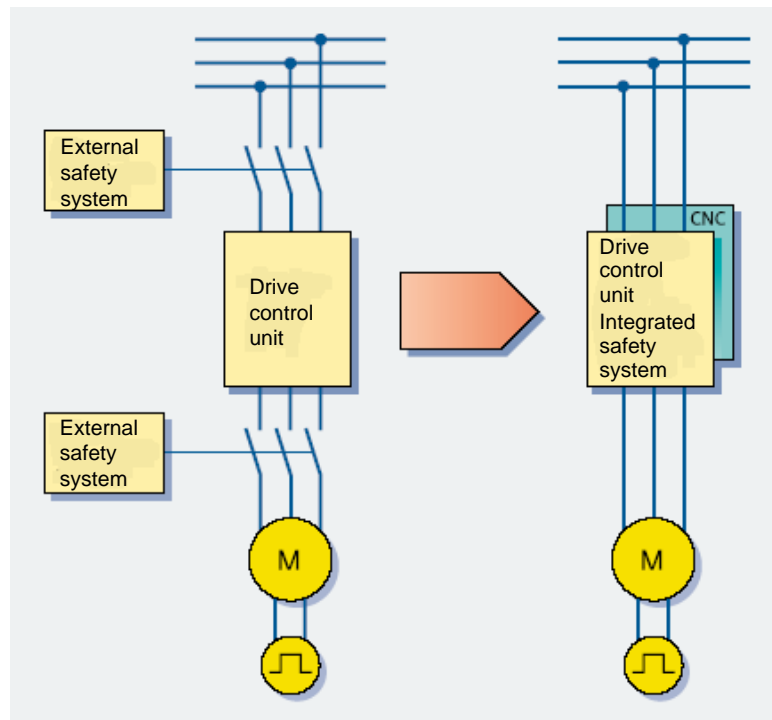 External
safety
system
Drive
control
unit
External
safety
system
M
CNC
Drive
control
unit
Integrated
safety
system
M